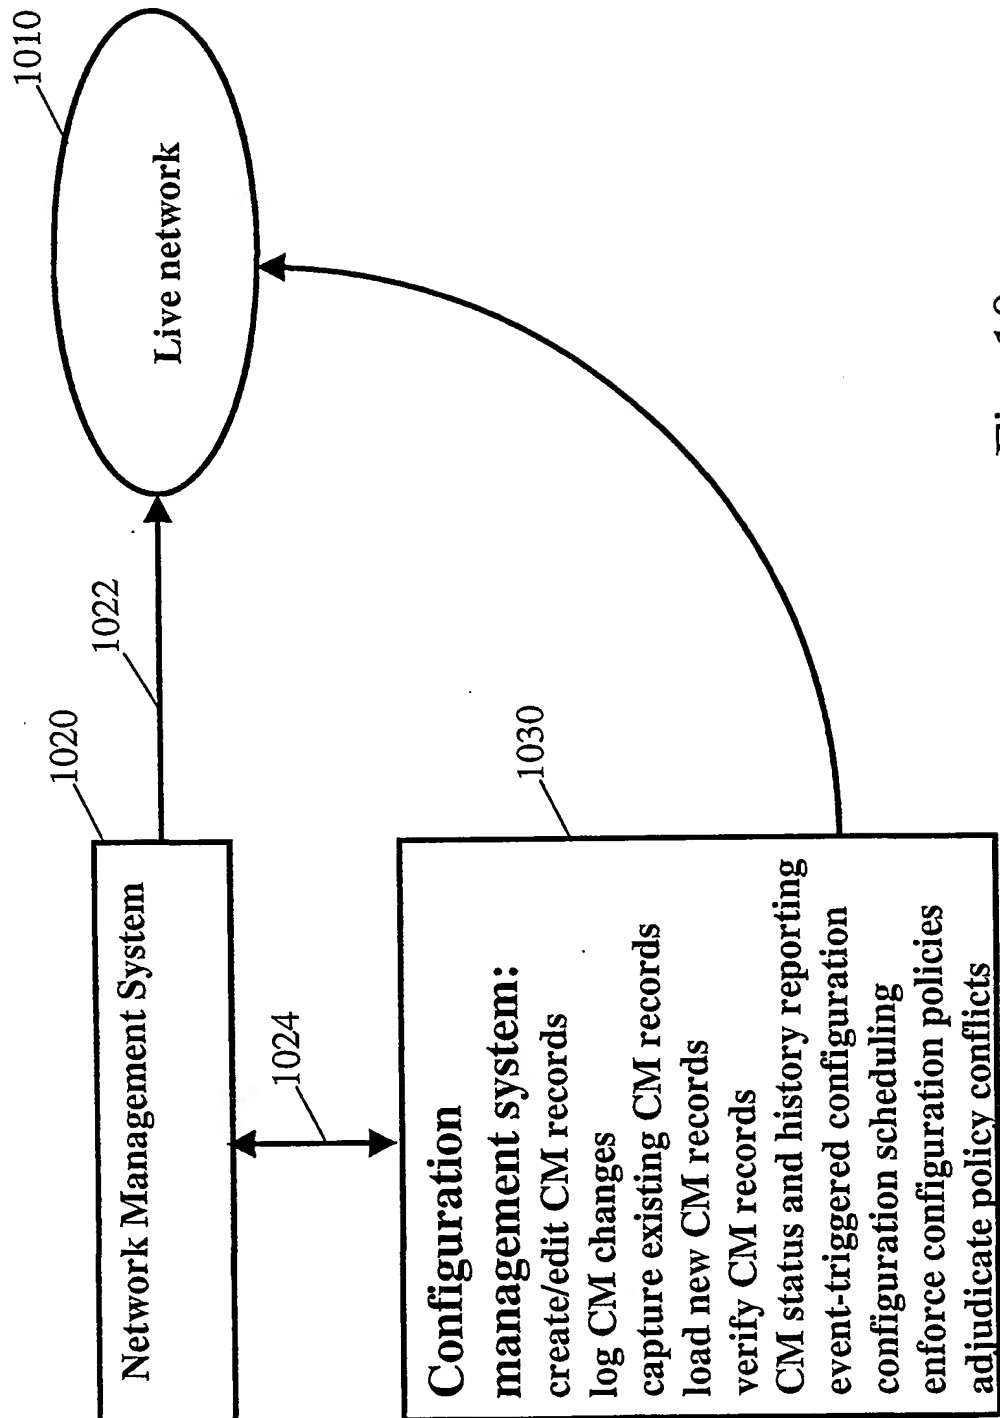 Network Management System
1020
1022
1010
Live network
1024
1030
Configuration
management system:
create/edit CM records
log CM changes
capture existing CM records
load new CM records
verify CM records
CM status and history reporting
event-triggered configuration
configuration scheduling
enforce configuration policies
adjudicate policy conflicts